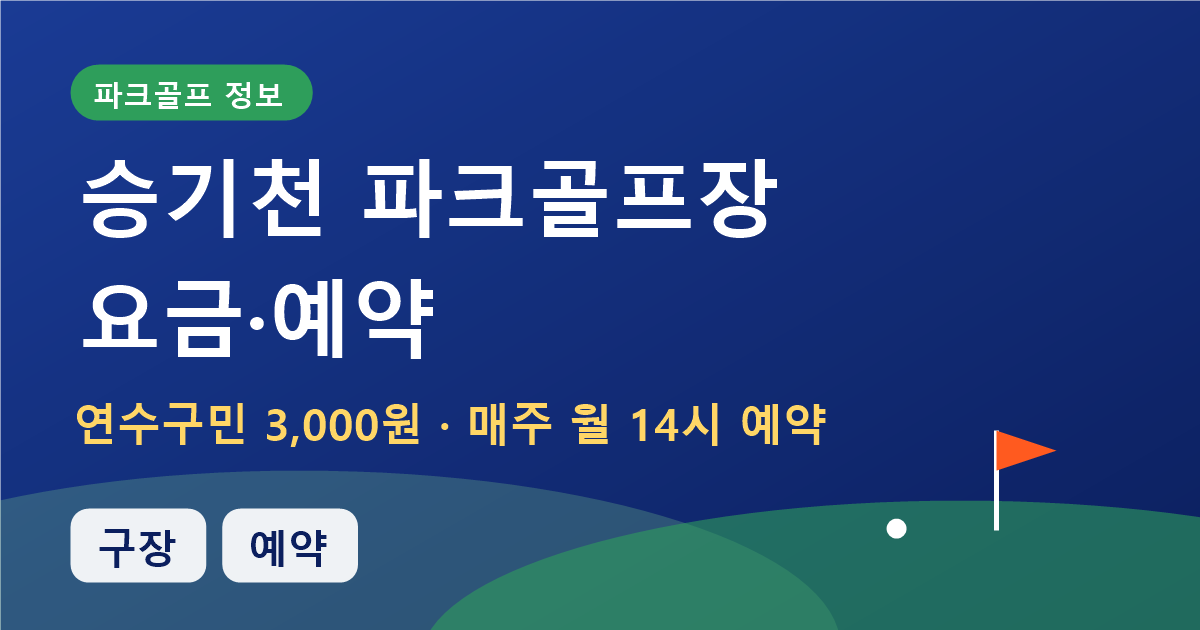 파크골프 정보
승기천 파크골프장
요금·예약
연수구민 3,000원 · 매주 월 14시 예약
구장 예약